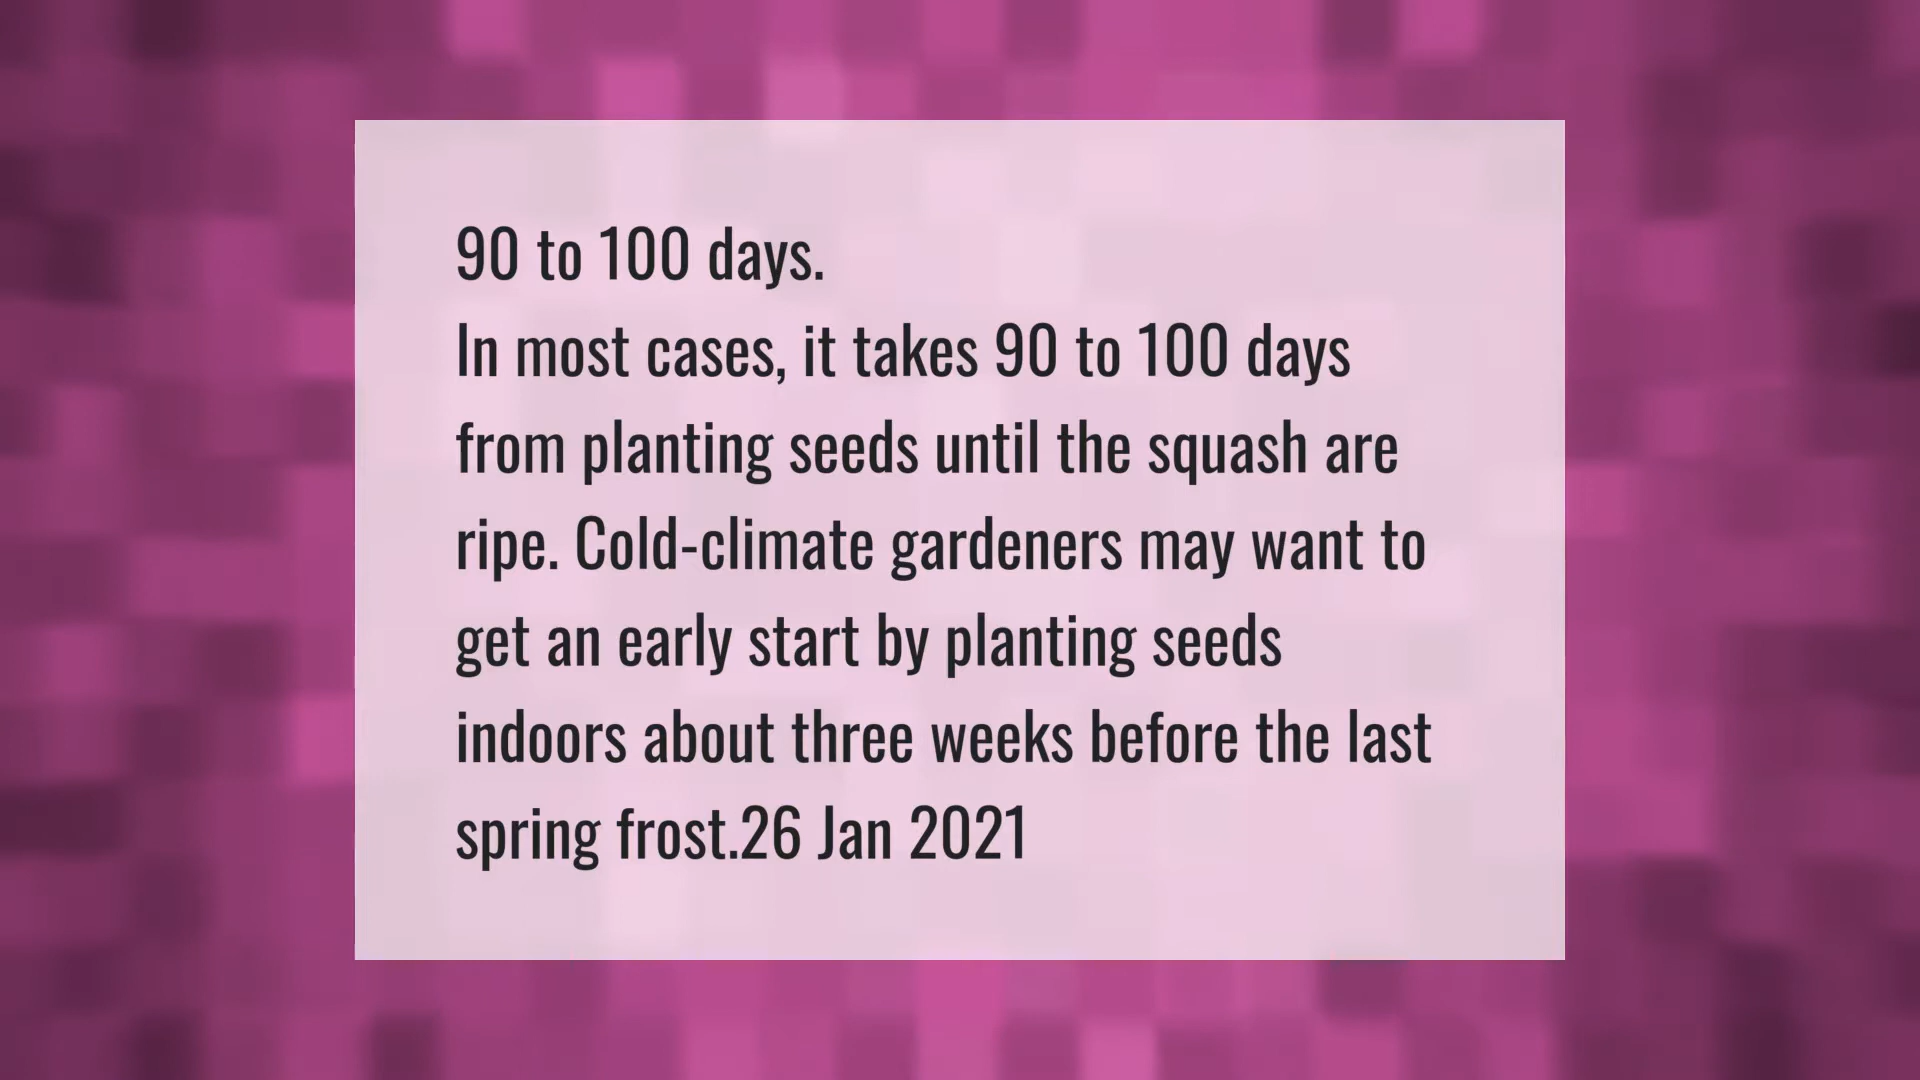 90 to 100 days.
In most cases, it takes 90 to 100 days
from planting seeds until the squash are
ripe. Cold-climate gardeners may want to
get an early start by planting seeds
indoors about three weeks before the last
spring frost.26 Jan 2021